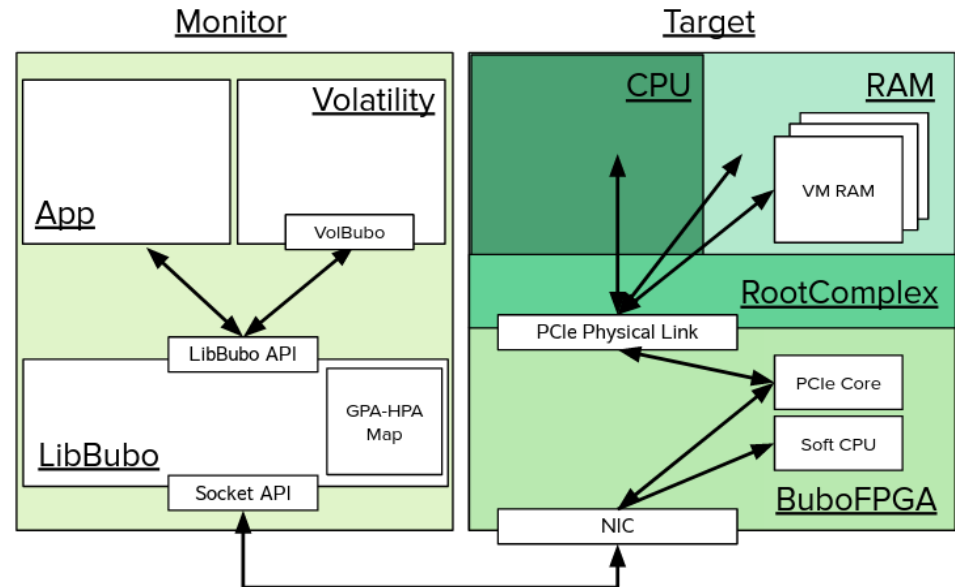 Monitor
Target
Volatility
App
VolBubo
CPU
RAM
VM RAM
RootComplex
LibBubo API
PCIe Physical Link
GPA-HPA
Map
LibBubo
PCIe Core
Soft CPU
Socket API
BuboFPGA
NIC